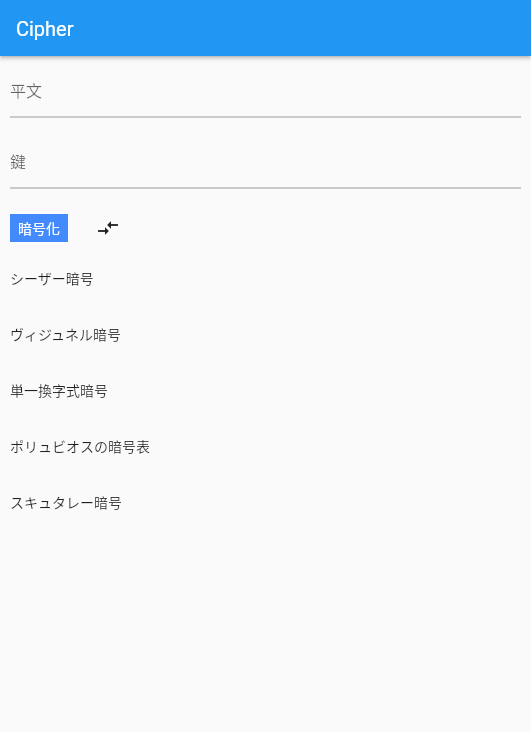 Cipher
平文
鍵
暗号化
シーザー暗号
ヴィジュネル暗号
単一換字式暗号
ポリュビオスの暗号表
スキュタレー暗号